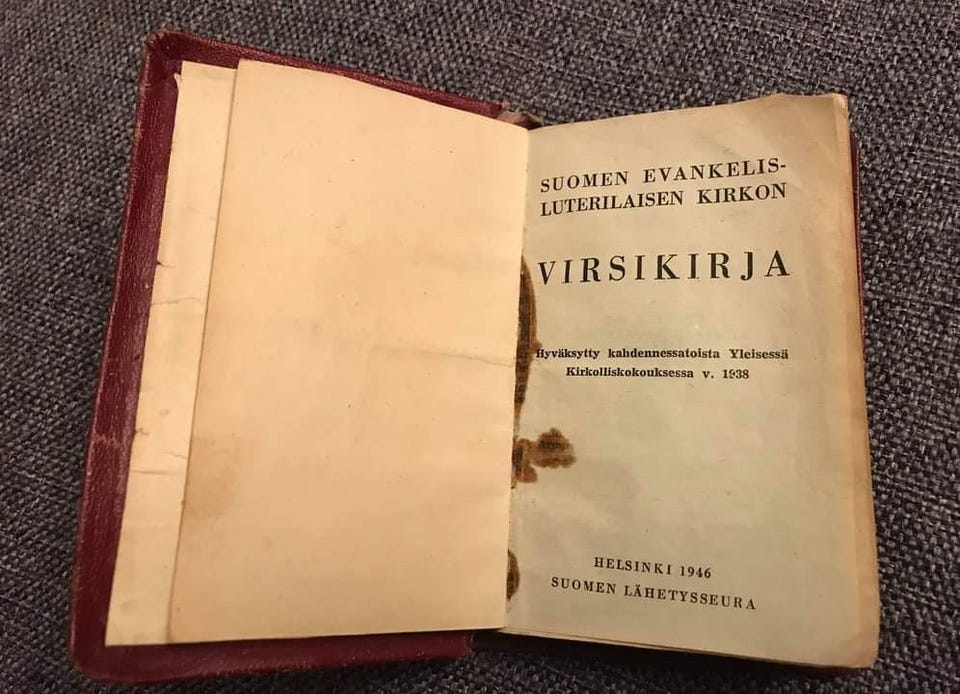 SUOMEN EVANKELIS-
LUTERILAISEN KIRKON
VIRSIKIRJA
Hyväksytty kahdennessatoista Yleisessä
Kirkolliskokouksessa v. 1938
HELSINKI 1946
SUOMEN LÄHETYSSEURA